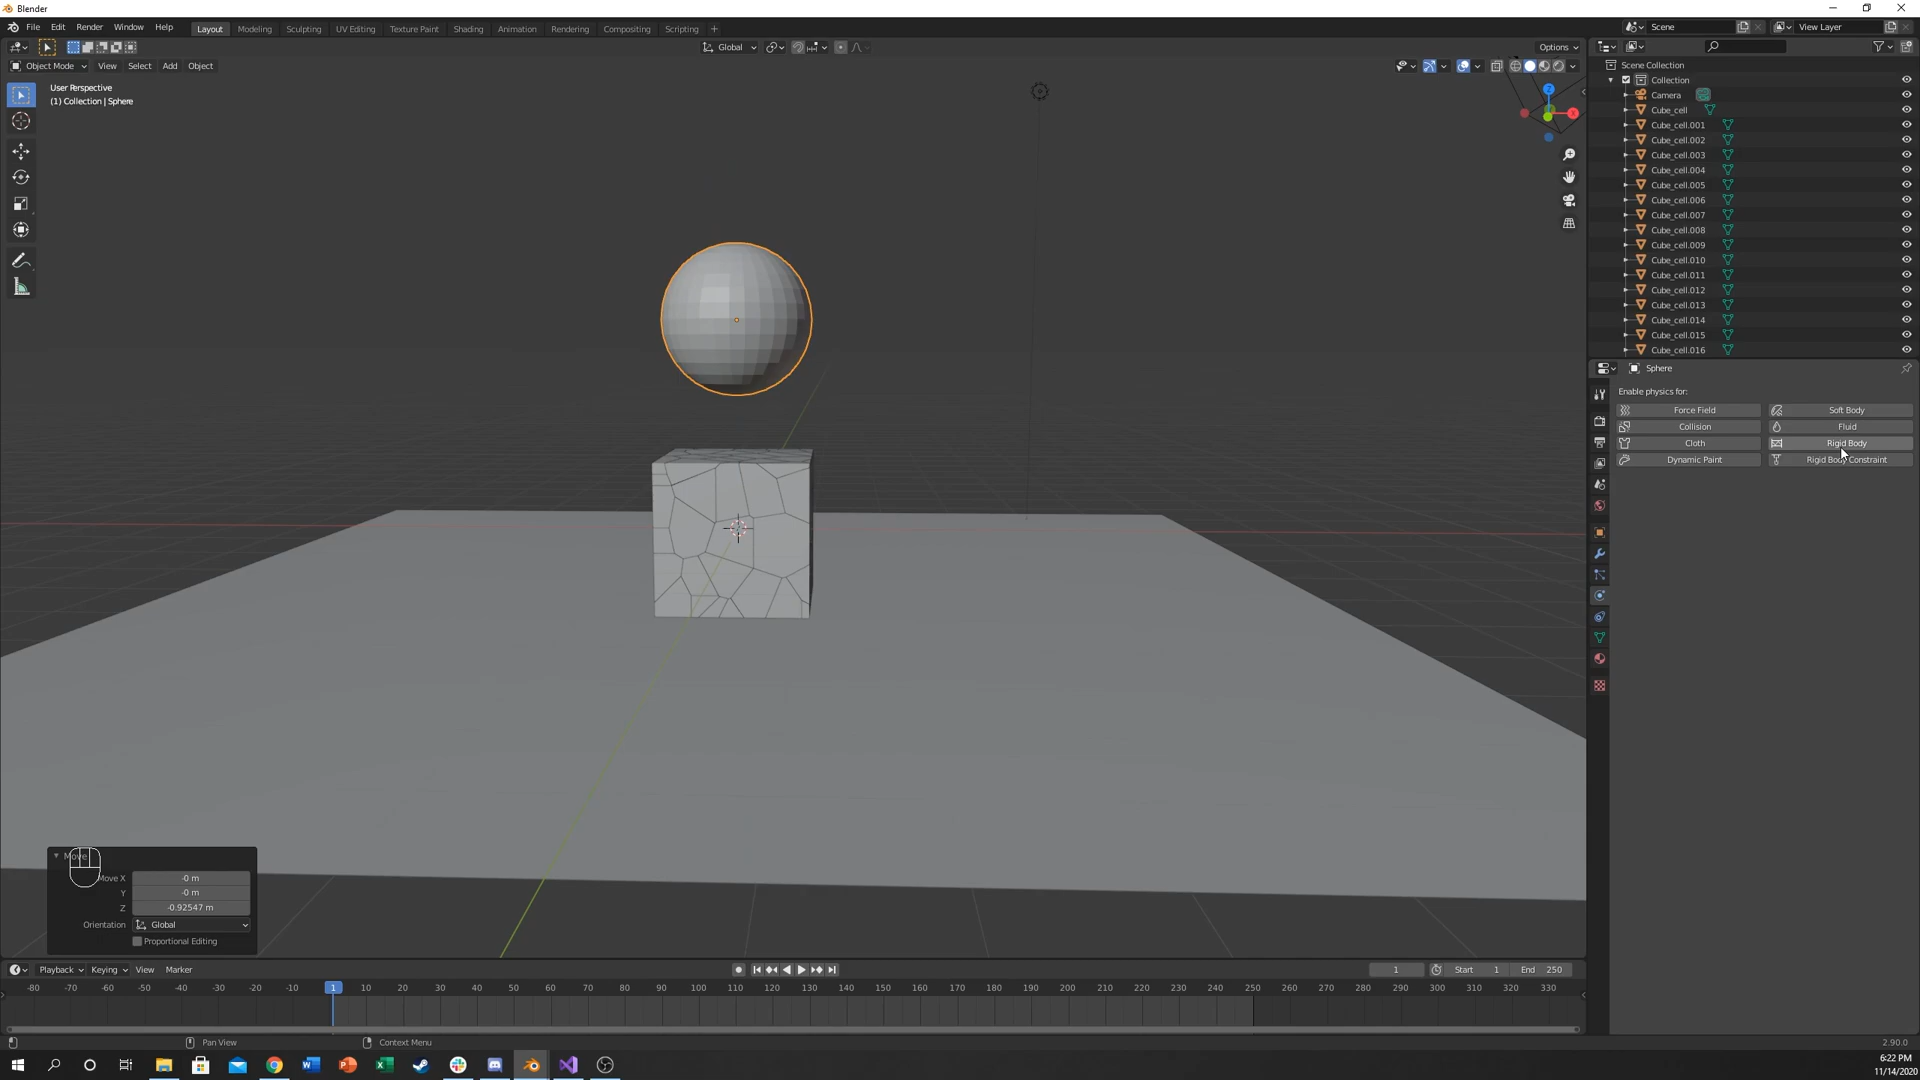 Blender
File Edit Render Window Help
Layout Modeling Sculpting UV Editing Texture Paint Shading Animation Rendering Compositing Scripting +
Scene
View Layer
Global
Options
Object Mode View Select Add Object
User Perspective
(1) Collection | Sphere
Z
X
Scene Collection
Collection
Camera
Cube_cell
Cube_cell.001
Cube_cell.002
Cube_cell.003
Cube_cell.004
Cube_cell.005
Cube_cell.006
Cube_cell.007
Cube_cell.008
Cube_cell.009
Cube_cell.010
Cube_cell.011
Cube_cell.012
Cube_cell.013
Cube_cell.014
Cube_cell.015
Cube_cell.016
Sphere
Enable physics for:
Force Field Soft Body
Collision Fluid
Cloth Rigid Body
Dynamic Paint Rigid Body Constraint
Move
Move X -0 m
Y -0 m
Z -0.92547 m
Orientation Global
Proportional Editing
Playback Keying View Marker
1 Start 1 End 250
-80 -70 -60 -50 -40 -30 -20 -10 1 10 20 30 40 50 60 70 80 90 100 110 120 130 140 150 160 170 180 190 200 210 220 230 240 250 260 270 280 290 300 310 320 330
Pan View
Context Menu
2.90.0
6:22 PM
11/14/2020